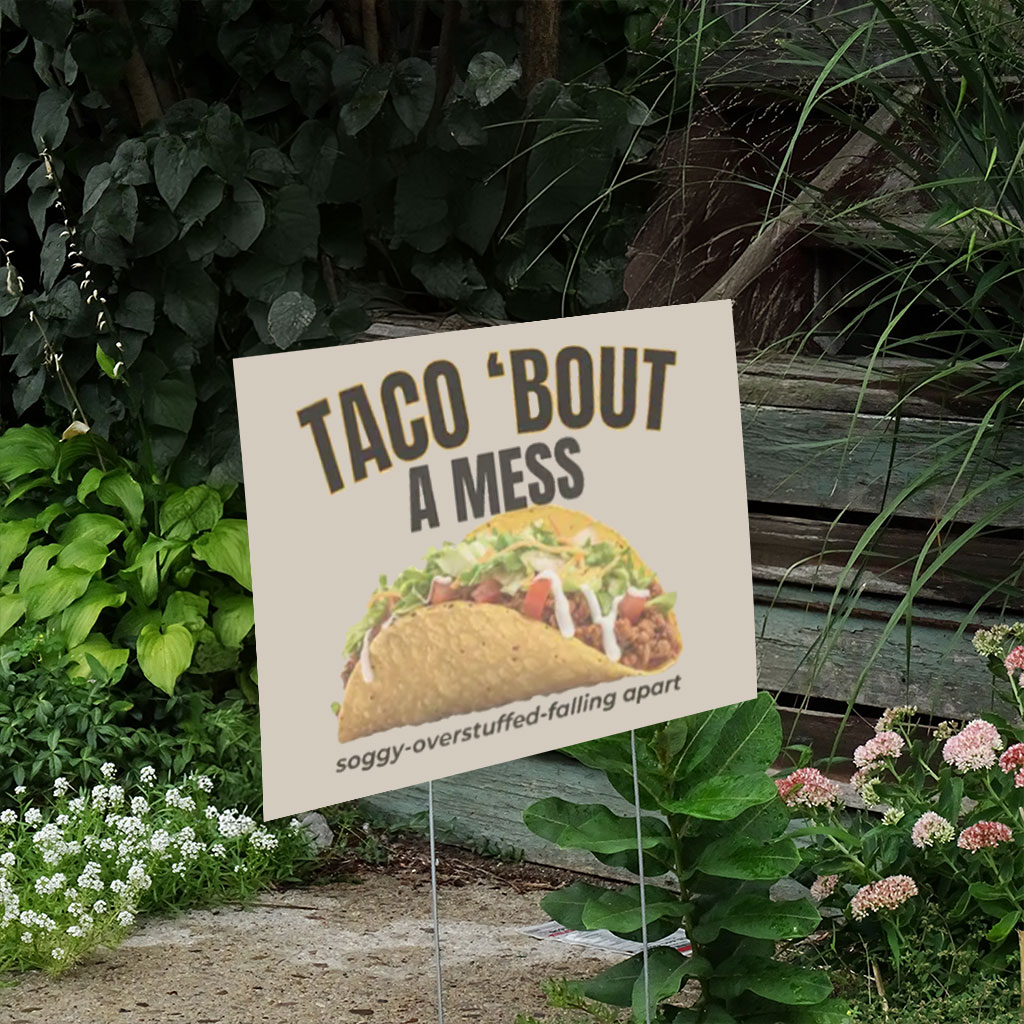 TACO ‘BOUT
A MESS
soggy-overstuffed-falling apart